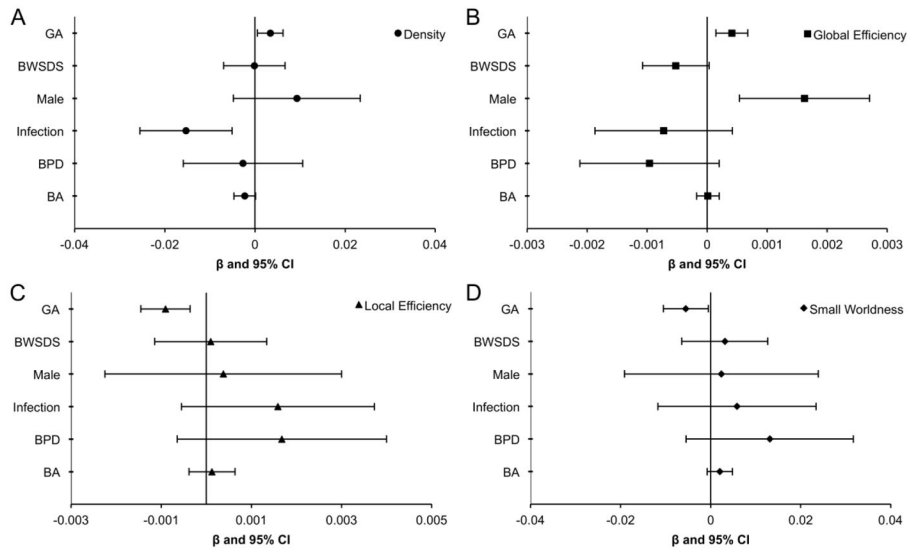 A
Density
GA
BWSDS
Male
Infection
BPD
BA
-0.04 -0.02 0 0.02 0.04
β and 95% CI
B
Global Efficiency
GA
BWSDS
Male
Infection
BPD
BA
-0.003 -0.002 -0.001 0 0.001 0.002 0.003
β and 95% CI
C
Local Efficiency
GA
BWSDS
Male
Infection
BPD
BA
-0.003 -0.001 0.001 0.003 0.005
β and 95% CI
D
Small Worldness
GA
BWSDS
Male
Infection
BPD
BA
-0.04 -0.02 0 0.02 0.04
β and 95% CI